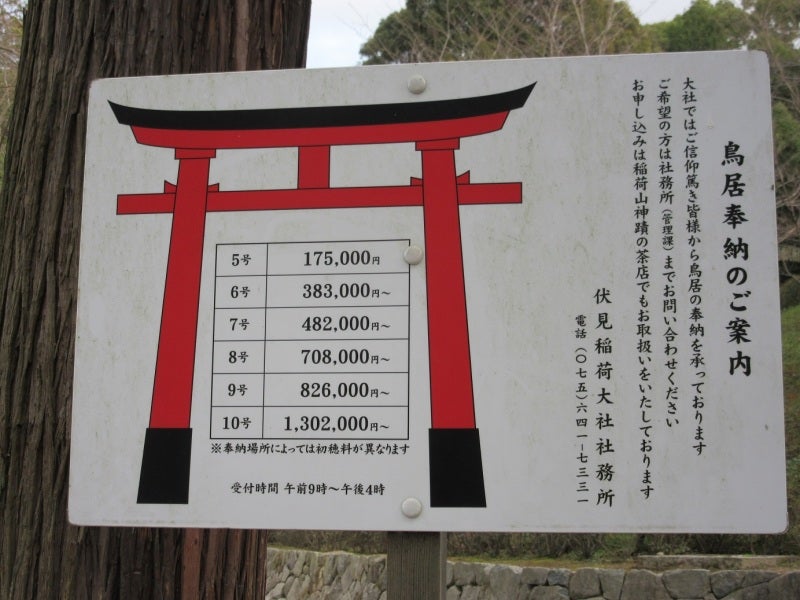 鳥居奉納のご案内
大社ではご信仰篤き皆様から鳥居の奉納を承っております
ご希望の方は社務所（管理課）までお問い合わせください
お申し込みは稲荷山神蹟の茶店でもお取扱いをいたしております
伏見稲荷大社社務所
電話（〇七五）六四一－七三三一
5号 175,000円
6号 383,000円～
7号 482,000円～
8号 708,000円～
9号 826,000円～
10号 1,302,000円～
※奉納場所によっては初穂料が異なります
受付時間 午前9時～午後4時